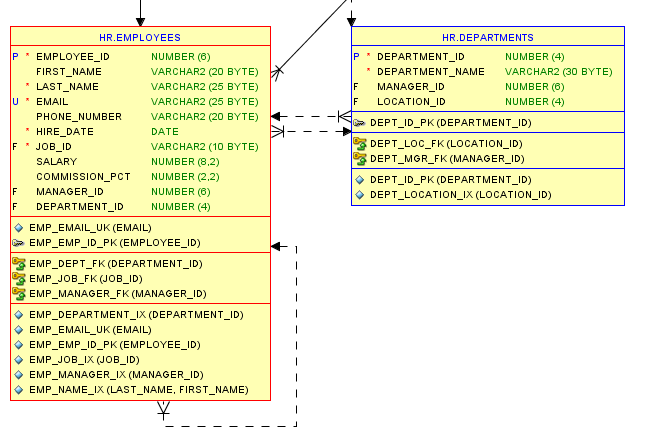 HR.EMPLOYEES
P * EMPLOYEE_ID NUMBER (6)
FIRST_NAME VARCHAR2 (20 BYTE)
* LAST_NAME VARCHAR2 (25 BYTE)
U * EMAIL VARCHAR2 (25 BYTE)
PHONE_NUMBER VARCHAR2 (20 BYTE)
* HIRE_DATE DATE
F * JOB_ID VARCHAR2 (10 BYTE)
SALARY NUMBER (8,2)
COMMISSION_PCT NUMBER (2,2)
F MANAGER_ID NUMBER (6)
F DEPARTMENT_ID NUMBER (4)
EMP_EMAIL_UK (EMAIL)
EMP_EMP_ID_PK (EMPLOYEE_ID)
EMP_DEPT_FK (DEPARTMENT_ID)
EMP_JOB_FK (JOB_ID)
EMP_MANAGER_FK (MANAGER_ID)
EMP_DEPARTMENT_IX (DEPARTMENT_ID)
EMP_EMAIL_UK (EMAIL)
EMP_EMP_ID_PK (EMPLOYEE_ID)
EMP_JOB_IX (JOB_ID)
EMP_MANAGER_IX (MANAGER_ID)
EMP_NAME_IX (LAST_NAME, FIRST_NAME)
HR.DEPARTMENTS
P * DEPARTMENT_ID NUMBER (4)
* DEPARTMENT_NAME VARCHAR2 (30 BYTE)
F MANAGER_ID NUMBER (6)
F LOCATION_ID NUMBER (4)
DEPT_ID_PK (DEPARTMENT_ID)
DEPT_LOC_FK (LOCATION_ID)
DEPT_MGR_FK (MANAGER_ID)
DEPT_ID_PK (DEPARTMENT_ID)
DEPT_LOCATION_IX (LOCATION_ID)